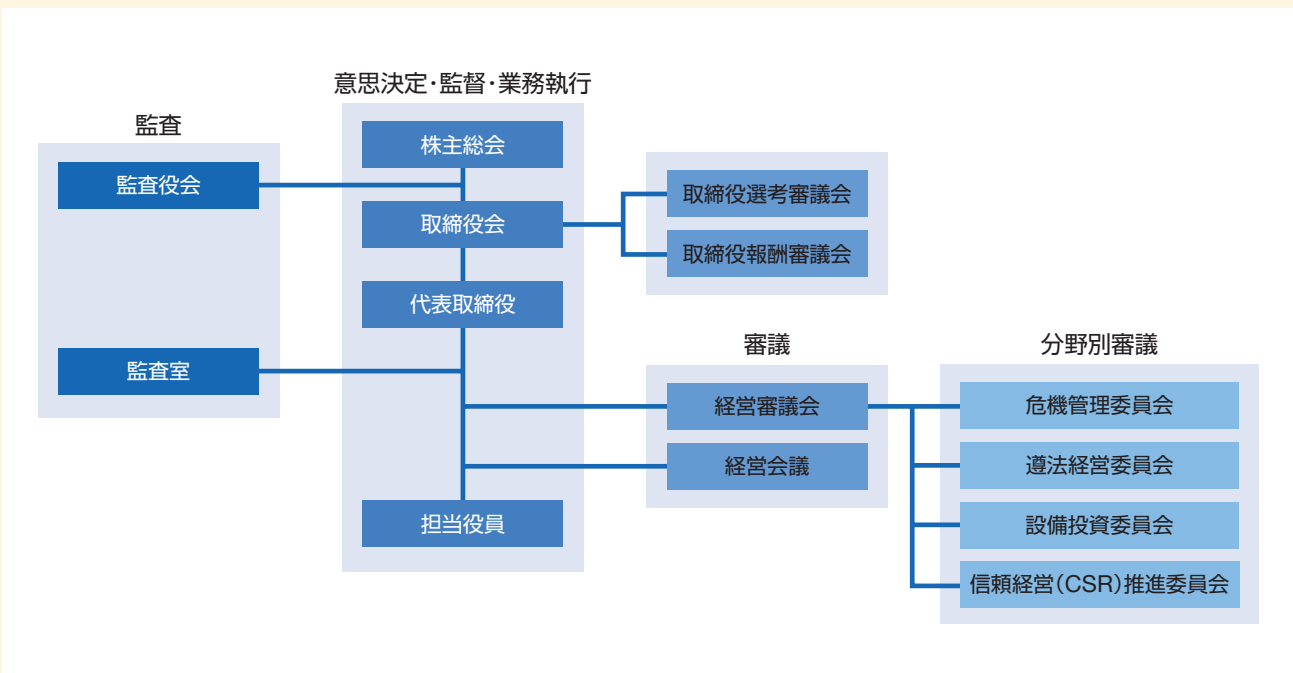 監査
監査役会
監査室
意思決定・監督・業務執行
株主総会
取締役会
代表取締役
担当役員
取締役選考審議会
取締役報酬審議会
審議
経営審議会
経営会議
分野別審議
危機管理委員会
遵法経営委員会
設備投資委員会
信頼経営(CSR)推進委員会